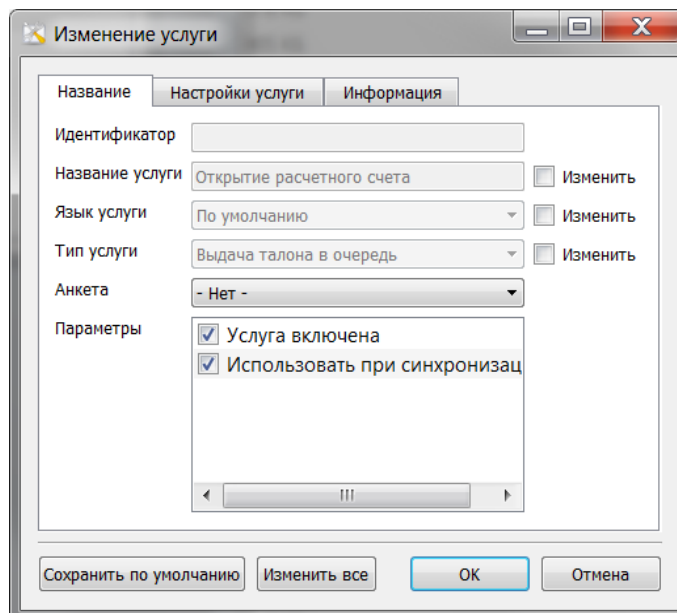 Изменение услуги
Название Настройки услуги Информация
Идентификатор
Название услуги Открытие расчетного счета Изменить
Язык услуги По умолчанию Изменить
Тип услуги Выдача талона в очередь Изменить
Анкета - Нет -
Параметры Услуга включена
Использовать при синхронизац
Сохранить по умолчанию Изменить все OK Отмена